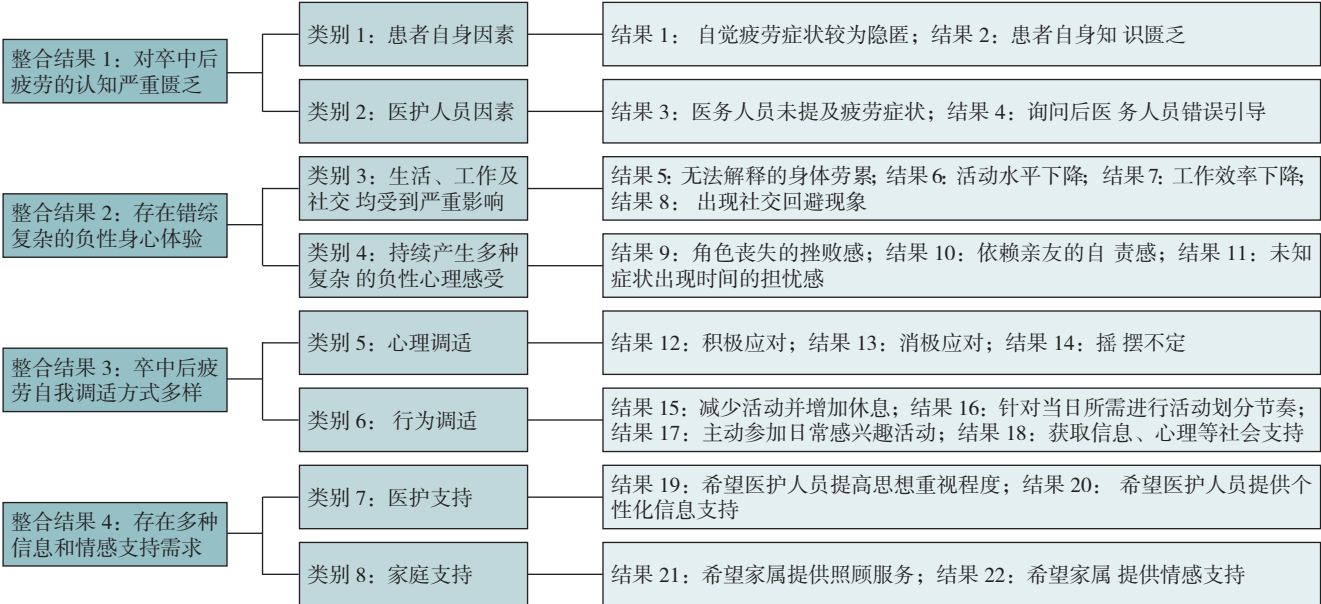 整合结果 1：对卒中后
疲劳的认知严重匮乏
类别 1：患者自身因素
结果 1： 自觉疲劳症状较为隐匿；结果 2：患者自身知 识匮乏
类别 2：医护人员因素
结果 3：医务人员未提及疲劳症状；结果 4：询问后医 务人员错误引导
整合结果 2：存在错综
复杂的负性身心体验
类别 3：生活、工作及
社交 均受到严重影响
结果 5：无法解释的身体劳累；结果 6：活动水平下降；结果 7：工作效率下降；
结果 8： 出现社交回避现象
类别 4：持续产生多种
复杂 的负性心理感受
结果 9：角色丧失的挫败感；结果 10：依赖亲友的自 责感；结果 11：未知
症状出现时间的担忧感
整合结果 3：卒中后疲
劳自我调适方式多样
类别 5：心理调适
结果 12：积极应对；结果 13：消极应对；结果 14：摇 摆不定
类别 6： 行为调适
结果 15：减少活动并增加休息；结果 16：针对当日所需进行活动划分节奏；
结果 17：主动参加日常感兴趣活动；结果 18：获取信息、心理等社会支持
整合结果 4：存在多种
信息和情感支持需求
类别 7：医护支持
结果 19：希望医护人员提高思想重视程度；结果 20： 希望医护人员提供个
性化信息支持
类别 8：家庭支持
结果 21：希望家属提供照顾服务；结果 22：希望家属 提供情感支持